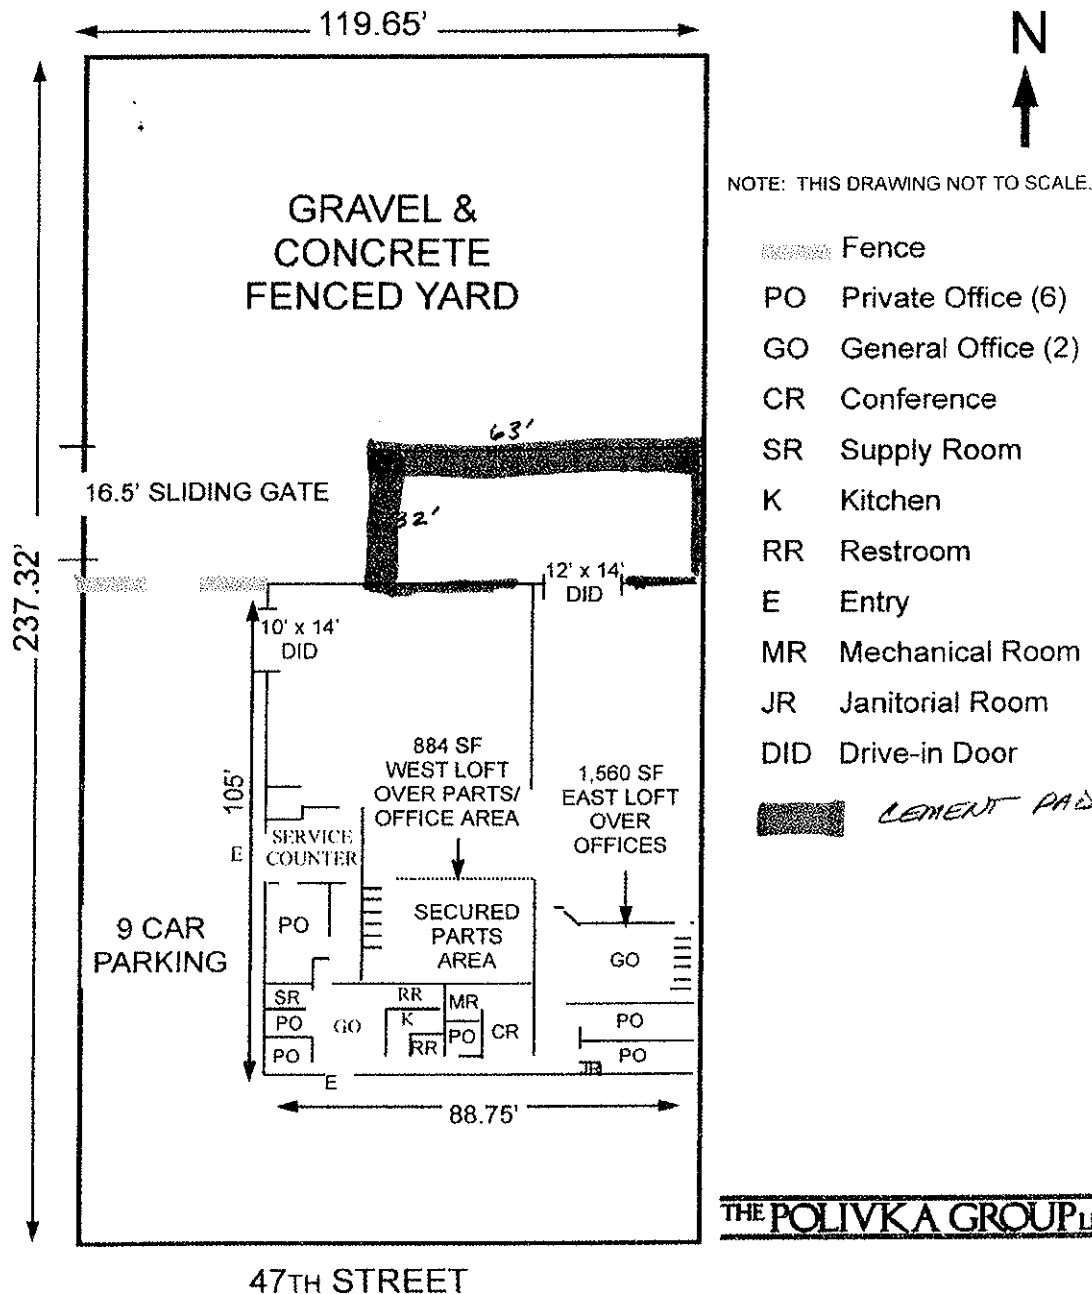 119.65'
N
NOTE: THIS DRAWING NOT TO SCALE.
GRAVEL &
CONCRETE
FENCED YARD
Fence
PO Private Office (6)
GO General Office (2)
CR Conference
SR Supply Room
K Kitchen
RR Restroom
E Entry
MR Mechanical Room
JR Janitorial Room
DID Drive-in Door
CEMENT PAD
63'
16.5' SLIDING GATE
32'
237.32'
12' x 14'
DID
10' x 14'
DID
105'
884 SF
WEST LOFT
OVER PARTS/
OFFICE AREA
1,560 SF
EAST LOFT
OVER
OFFICES
E
SERVICE
COUNTER
9 CAR
PARKING
PO
SECURED
PARTS
AREA
GO
SR
RR
MR
PO
GO
K
PO
CR
PO
PO
RR
PO
JR
E
88.75'
THE POLIVKA GROUP
47TH STREET